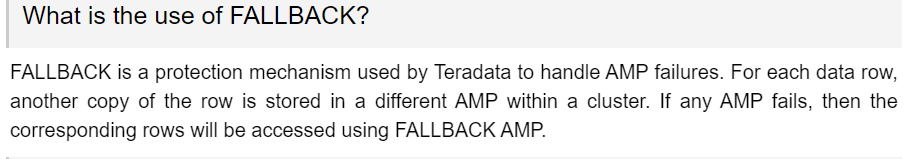 What is the use of FALLBACK?
FALLBACK is a protection mechanism used by Teradata to handle AMP failures. For each data row,
another copy of the row is stored in a different AMP within a cluster. If any AMP fails, then the
corresponding rows will be accessed using FALLBACK AMP.